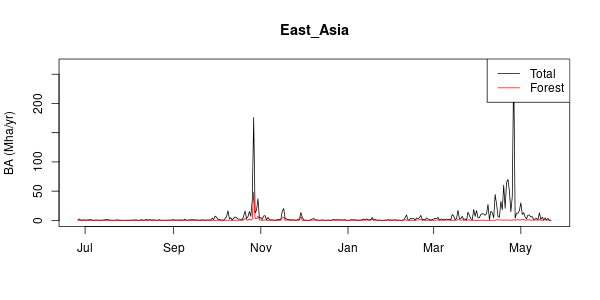 East_Asia
BA (Mha/yr)
200
100
50
0
Total
Forest
Jul Sep Nov Jan Mar May